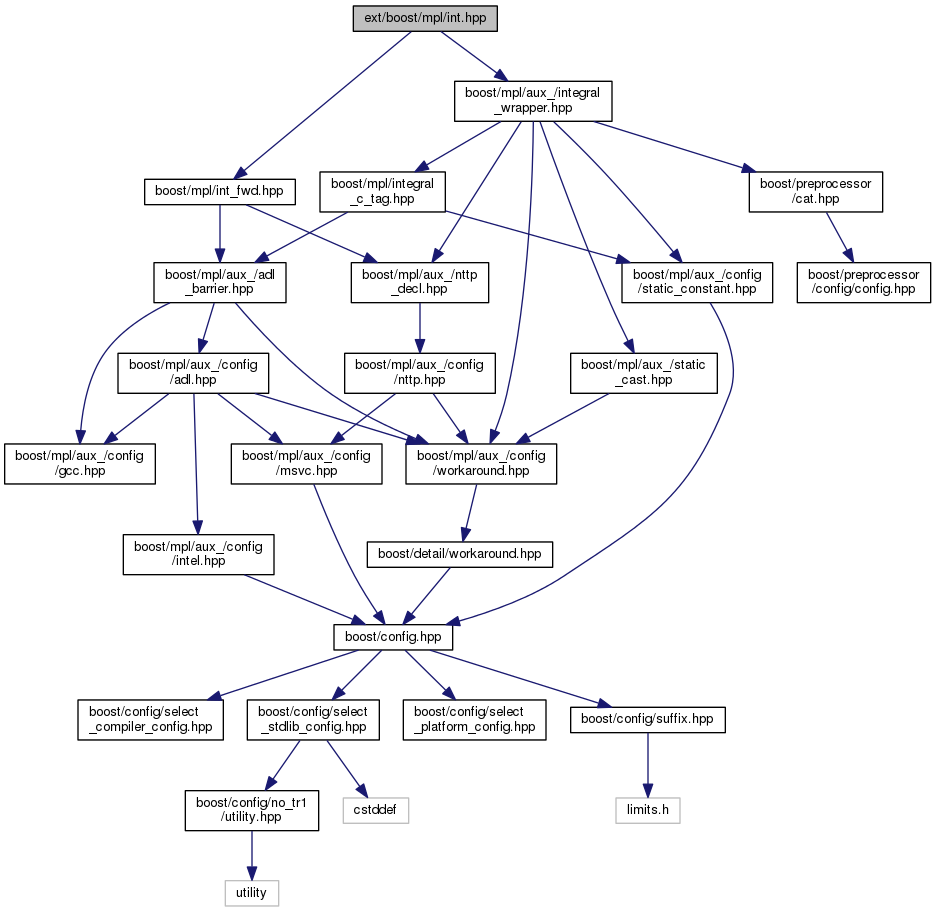 ext/boost/mpl/int.hpp
boost/mpl/aux_/integral
_wrapper.hpp
boost/mpl/int_fwd.hpp
boost/mpl/integral
_c_tag.hpp
boost/preprocessor
/cat.hpp
boost/mpl/aux_/adl
_barrier.hpp
boost/mpl/aux_/nttp
_decl.hpp
boost/mpl/aux_/config
/static_constant.hpp
boost/preprocessor
/config/config.hpp
boost/mpl/aux_/config
/adl.hpp
boost/mpl/aux_/config
/nttp.hpp
boost/mpl/aux_/static
_cast.hpp
boost/mpl/aux_/config
/gcc.hpp
boost/mpl/aux_/config
/msvc.hpp
boost/mpl/aux_/config
/workaround.hpp
boost/mpl/aux_/config
/intel.hpp
boost/detail/workaround.hpp
boost/config.hpp
boost/config/select
_compiler_config.hpp
boost/config/select
_stdlib_config.hpp
boost/config/select
_platform_config.hpp
boost/config/suffix.hpp
boost/config/no_tr1
/utility.hpp
cstddef
limits.h
utility